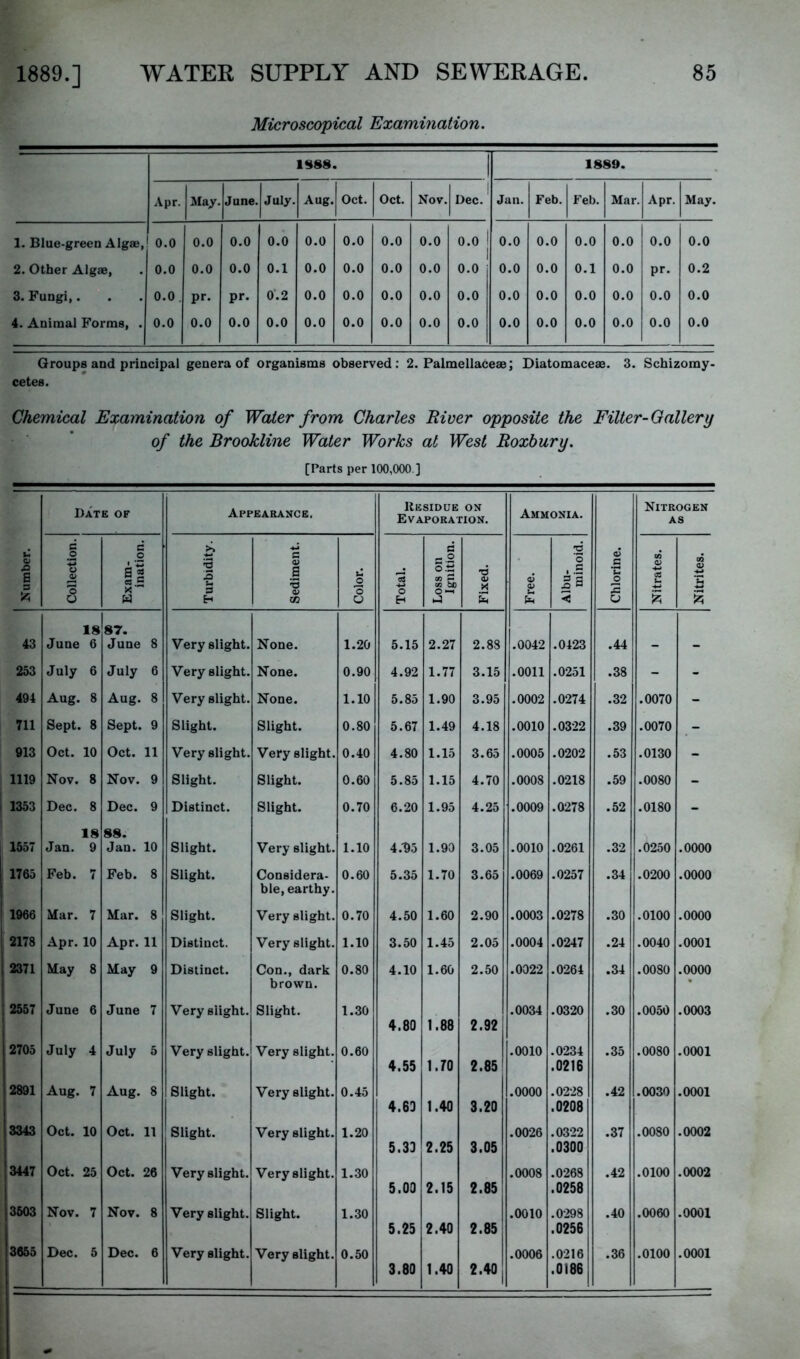 1889.] WATER SUPPLY AND SEWERAGE. 85
Microscopical Examination.
1888. 1889.
Apr. May. June. July. Aug. Oct. Oct. Nov. Dec. Jan. Feb. Feb. Mar. Apr. May.
1. Blue-green Algæ, 0.0 0.0 0.0 0.0 0.0 0.0 0.0 0.0 0.0 0.0 0.0 0.0 0.0 0.0 0.0
2. Other Algæ, . 0.0 0.0 0.0 0.1 0.0 0.0 0.0 0.0 0.0 0.0 0.0 0.1 0.0 pr. 0.2
3. Fungi, . . . 0.0 pr. pr. 0.2 0.0 0.0 0.0 0.0 0.0 0.0 0.0 0.0 0.0 0.0 0.0
4. Animal Forms, . 0.0 0.0 0.0 0.0 0.0 0.0 0.0 0.0 0.0 0.0 0.0 0.0 0.0 0.0 0.0
Groups and principal genera of organisms observed: 2. Palmellaceæ; Diatomaceæ. 3. Schizomy-
cetes.
Chemical Examination of Water from Charles River opposite the Filter-Gallery
of the Brookline Water Works at West Roxbury.
[Parts per 100,000.]
Number. DATE OF APPEARANCE. RESIDUE ON EVAPORATION. AMMONIA. Chlorine. NITROGEN AS
Collection. Exam-ination. Turbidity. Sediment. Color. Total. Loss on Ignition. Fixed. Free. Albu-minoid. Nitrates. Nitrites.
1887.
43 June 6 June 8 Very slight. None. 1.20 5.15 2.27 2.88 .0042 .0423 .44 – –
253 July 6 July 6 Very slight. None. 0.90 4.92 1.77 3.15 .0011 .0251 .38 – –
494 Aug. 8 Aug. 8 Very slight. None. 1.10 5.85 1.90 3.95 .0002 .0274 .32 .0070 –
711 Sept. 8 Sept. 9 Slight. Slight. 0.80 5.67 1.49 4.18 .0010 .0322 .39 .0070 –
913 Oct. 10 Oct. 11 Very slight. Very slight. 0.40 4.80 1.15 3.65 .0005 .0202 .53 .0130 –
1119 Nov. 8 Nov. 9 Slight. Slight. 0.60 5.85 1.15 4.70 .0008 .0218 .59 .0080 –
1353 Dec. 8 Dec. 9 Distinct. Slight. 0.70 6.20 1.95 4.25 .0009 .0278 .52 .0180 –
1888.
1557 Jan. 9 Jan. 10 Slight. Very slight. 1.10 4.95 1.90 3.05 .0010 .0261 .32 .0250 .0000
1765 Feb. 7 Feb. 8 Slight. Considera- 0.60 5.35 1.70 3.65 .0069 .0257 .34 .0200 .0000
ble, earthy.
1966 Mar. 7 Mar. 8 Slight. Very slight. 0.70 4.50 1.60 2.90 .0003 .0278 .30 .0100 .0000
2178 Apr. 10 Apr. 11 Distinct. Very slight. 1.10 3.50 1.45 2.05 .0004 .0247 .24 .0040 .0001
2371 May 8 May 9 Distinct. Con., dark 0.80 4.10 1.60 2.50 .0022 .0264 .34 .0080 .0000
brown.
2557 June 6 June 7 Very slight. Slight. 1.30 .0034 .0320 .30 .0050 .0003
4.80 1.88 2.92
2705 July 4 July 5 Very slight. Very slight. 0.60 .0010 .0234 .35 .0080 .0001
4.55 1.70 2.85 .0216
2891 Aug. 7 Aug. 8 Slight. Very slight. 0.45 .0000 .0228 .42 .0030 .0001
4.60 1.40 3.20 .0208
3343 Oct. 10 Oct. 11 Slight. Very slight. 1.20 .0026 .0322 .37 .0080 .0002
5.30 2.25 3.05 .0300
3447 Oct. 25 Oct. 26 Very slight. Very slight. 1.30 .0008 .0268 .42 .0100 .0002
5.00 2.15 2.85 .0258
3503 Nov. 7 Nov. 8 Very slight. Slight. 1.30 .0010 .0298 .40 .0060 .0001
5.25 2.40 2.85 .0256
3655 Dec. 5 Dec. 6 Very slight. Very slight. 0.50 .0006 .0216 .36 .0100 .0001
3.80 1.40 2.40 .0186